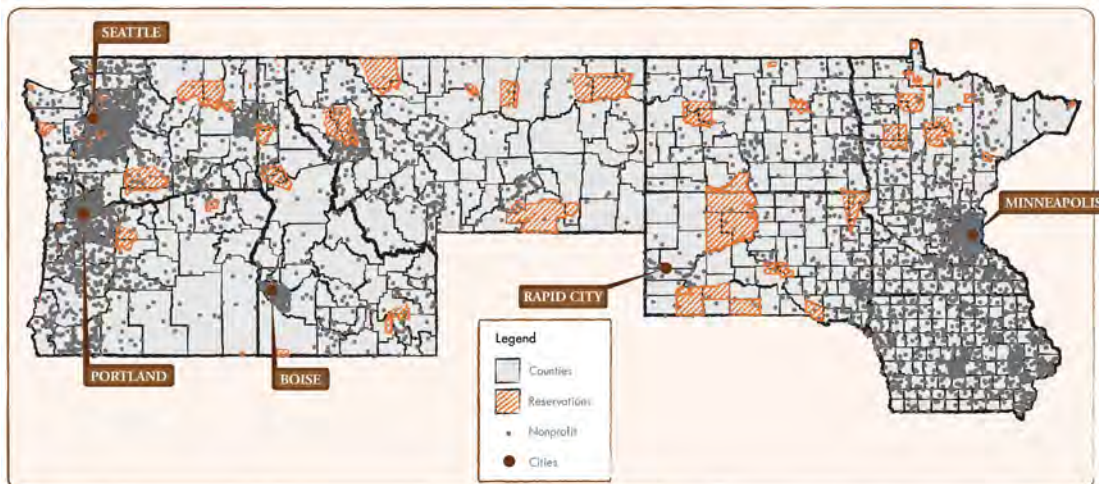 SEATTLE
MINNEAPOLIS
RAPID CITY
PORTLAND
BOISE
Legend
Counties
Reservations
Nonprofit
Cities